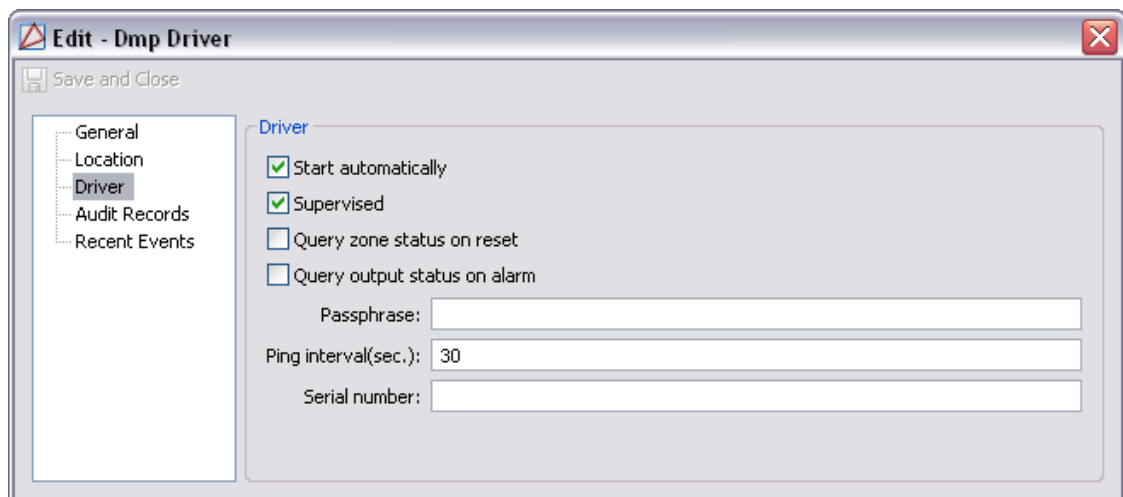 Edit - Dmp Driver
Save and Close
General
Location
Driver
Audit Records
Recent Events
Driver
Start automatically
Supervised
Query zone status on reset
Query output status on alarm
Passphrase:
Ping interval(sec.): 30
Serial number: